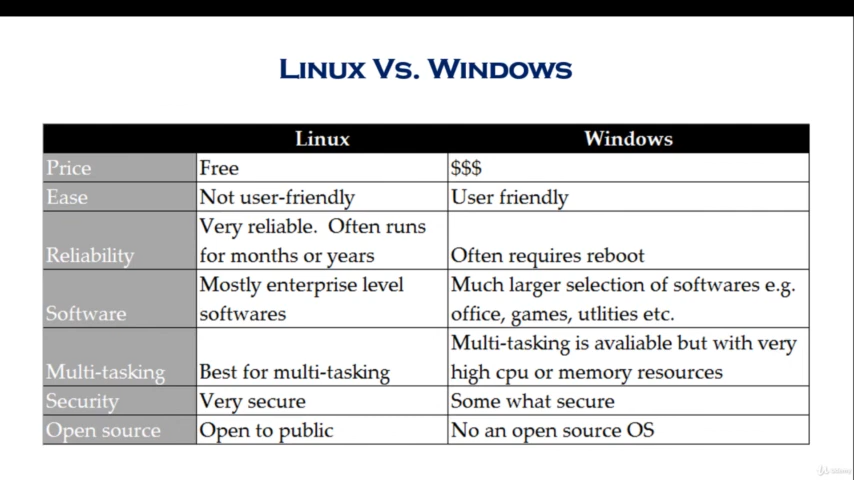 Linux Vs. Windows
Linux Windows
Price Free $$$
Ease Not user-friendly User friendly
Very reliable. Often runs
Reliability for months or years Often requires reboot
Mostly enterprise level Much larger selection of softwares e.g.
Software softwares office, games, utlities etc.
Multi-tasking is avaliable but with very
Multi-tasking Best for multi-tasking high cpu or memory resources
Security Very secure Some what secure
Open source Open to public No an open source OS
Udemy